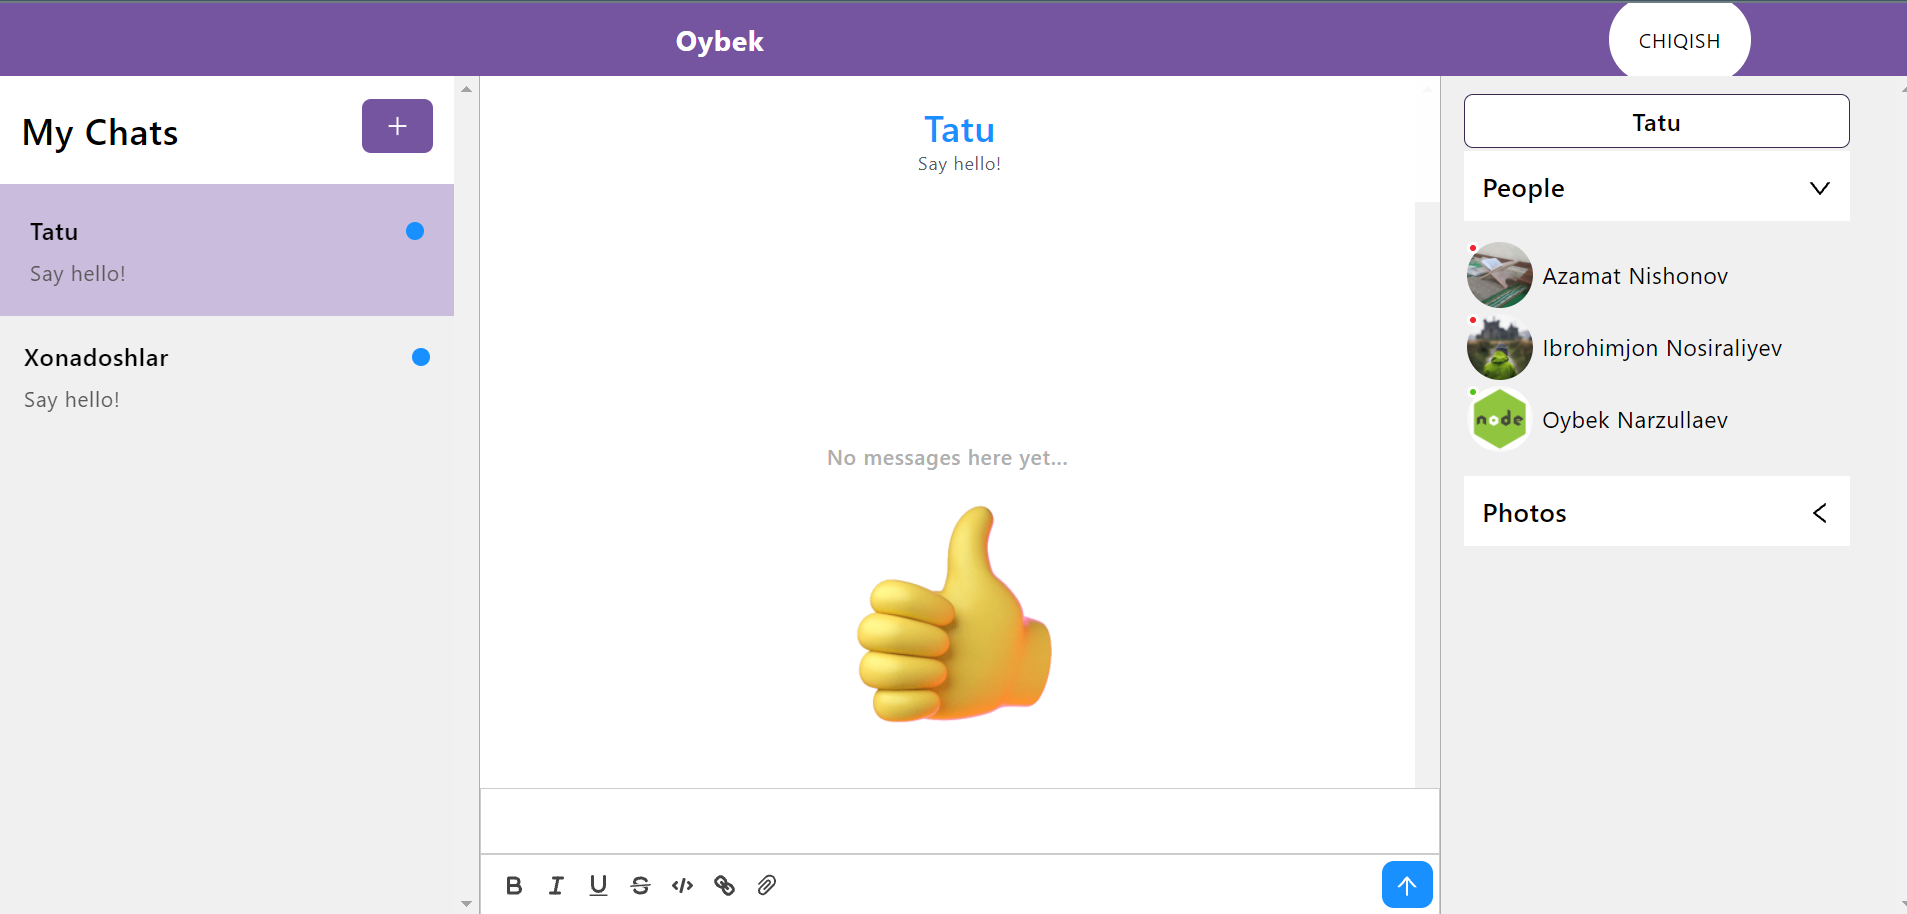 Oybek
CHIQISH
My Chats
+
Tatu
Say hello!
Xonadoshlar
Say hello!
Tatu
Say hello!
No messages here yet...
B I U S </>
Tatu
People
Azamat Nishonov
Ibrohimjon Nosiraliyev
node
Oybek Narzullaev
Photos